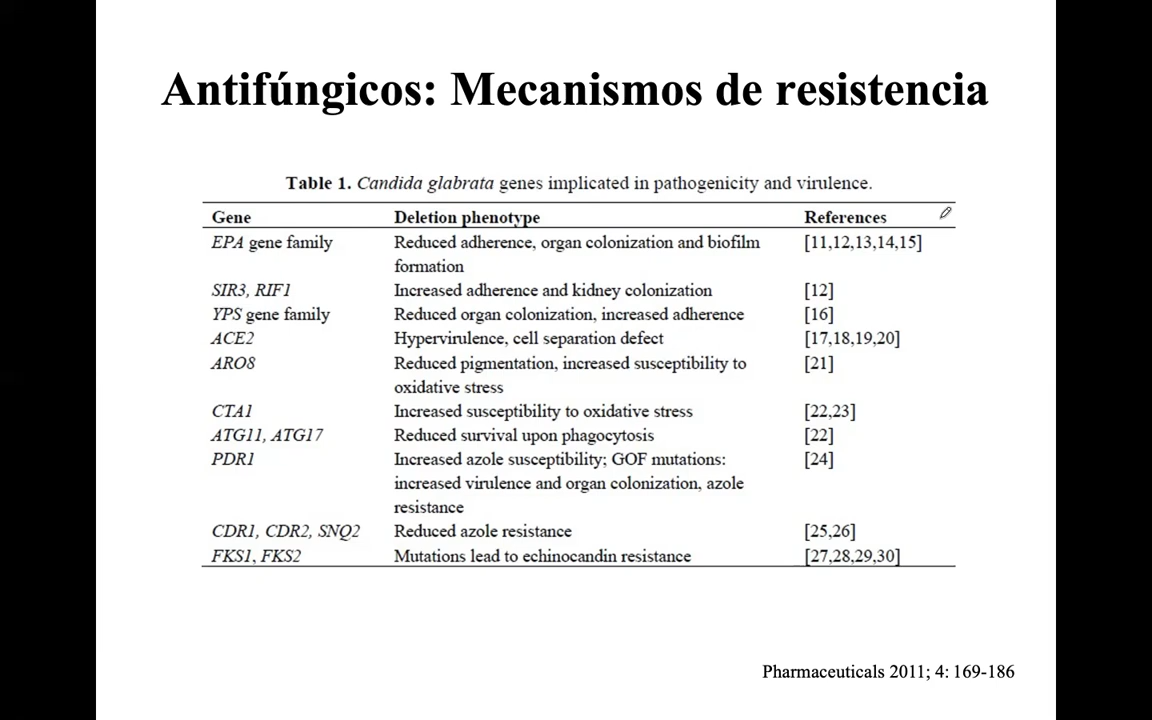 Antifúngicos: Mecanismos de resistencia
Table 1. Candida glabrata genes implicated in pathogenicity and virulence.
Gene Deletion phenotype References
EPA gene family Reduced adherence, organ colonization and biofilm [11,12,13,14,15]
formation
SIR3, RIF1 Increased adherence and kidney colonization [12]
YPS gene family Reduced organ colonization, increased adherence [16]
ACE2 Hypervirulence, cell separation defect [17,18,19,20]
ARO8 Reduced pigmentation, increased susceptibility to [21]
oxidative stress
CTA1 Increased susceptibility to oxidative stress [22,23]
ATG11, ATG17 Reduced survival upon phagocytosis [22]
PDR1 Increased azole susceptibility; GOF mutations: [24]
increased virulence and organ colonization, azole
resistance
CDR1, CDR2, SNQ2 Reduced azole resistance [25,26]
FKS1, FKS2 Mutations lead to echinocandin resistance [27,28,29,30]
Pharmaceuticals 2011; 4: 169-186